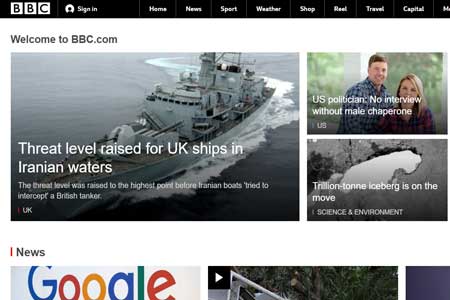 BBC Sign in Home News Sport Weather Shop Reel Travel Capital
Welcome to BBC.com
Threat level raised for UK ships in
Iranian waters
The threat level was raised to the highest point before Iranian boats 'tried to
intercept' a British tanker.
UK
US politician: No interview
without male chaperone
US
Trillion-tonne iceberg is on the
move
SCIENCE & ENVIRONMENT
News
Google